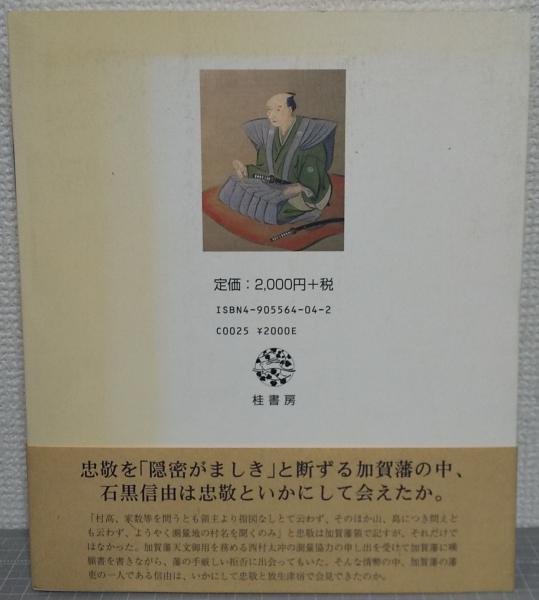 定価：2,000円＋税
ISBN4-905564-04-2
C0025 ¥2000E
桂書房
忠敬を「隠密がましき」と断ずる加賀藩の中、
石黒信由は忠敬といかにして会えたか。
「村高、家数等を問うとも領主より指図なしとて云わず、そのほか山、島につき問えど
も云わず、ようやく測量地の村名を聞くのみ」と忠敬は加賀藩領で記すが、それだけで
はなかった。加賀藩天文御用を務める西村太冲の測量協力の申し出を受けて加賀藩に嘆
願書を書きながら、藩の手厳しい拒否に出会ってもいた。そんな情勢の中、加賀藩の藩
吏の一人である信由は、いかにして忠敬と放生津宿で会見できたのか。